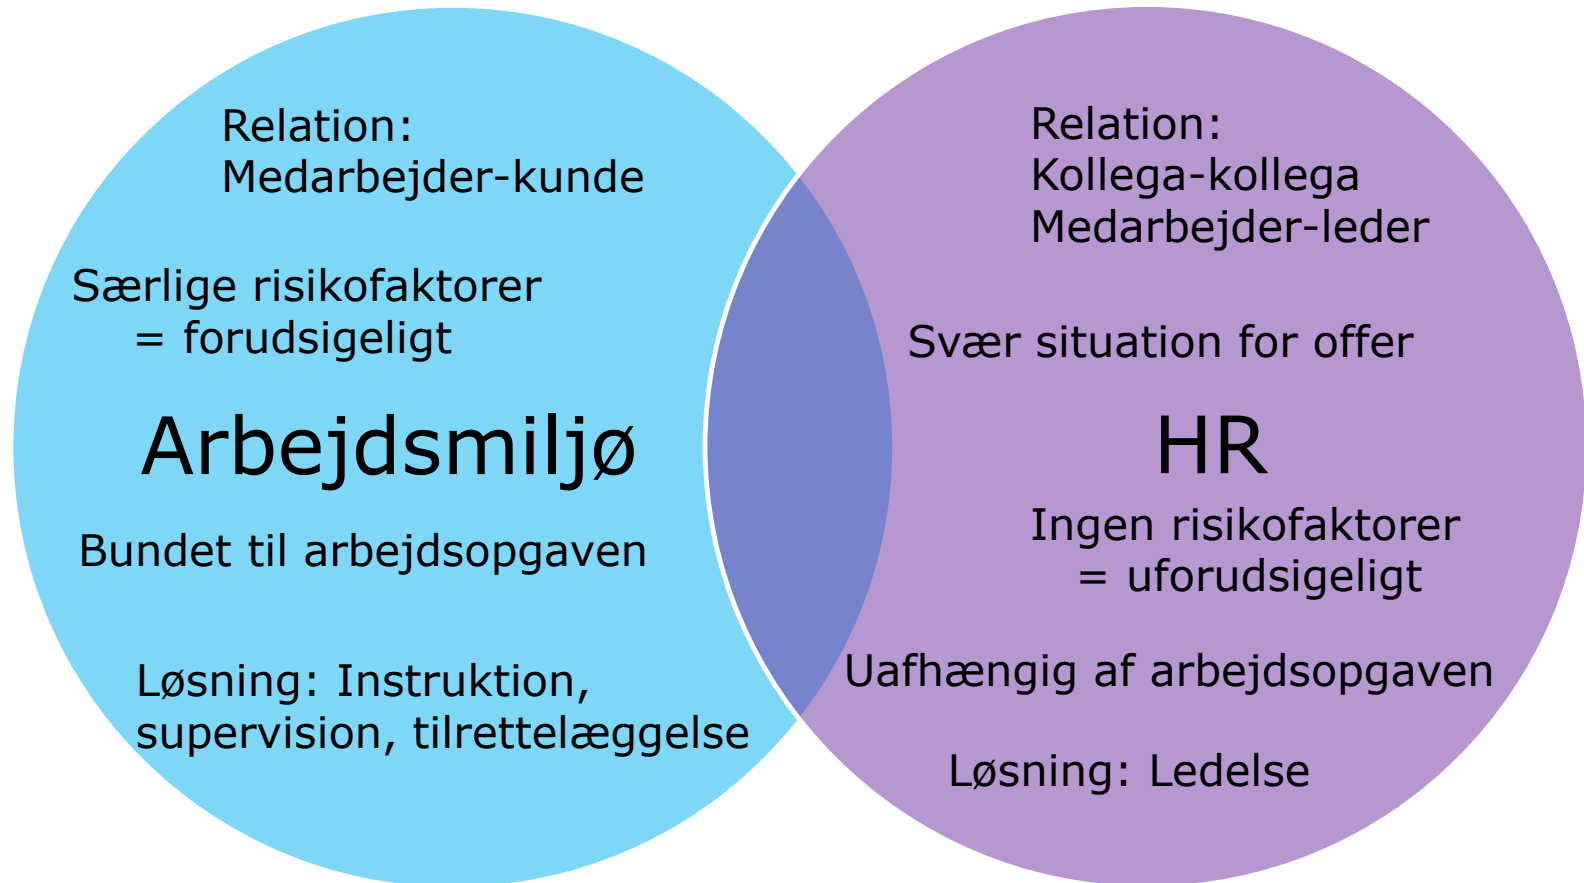 Relation:
Medarbejder-kunde
Særlige risikofaktorer
= forudsigeligt
Arbejdsmiljø
Bundet til arbejdsopgaven
Løsning: Instruktion,
supervision, tilrettelæggelse
Relation:
Kollega-kollega
Medarbejder-leder
Svær situation for offer
HR
Ingen risikofaktorer
= uforudsigeligt
Uafhængig af arbejdsopgaven
Løsning: Ledelse